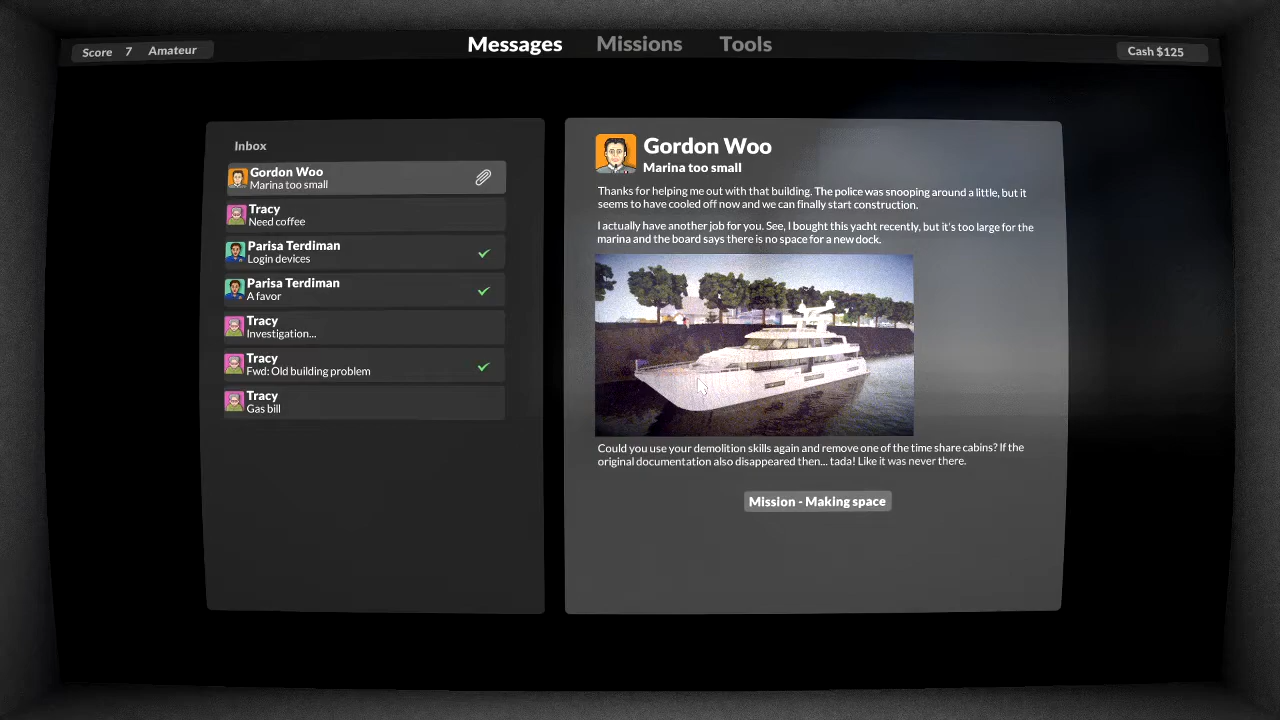 Score 7 Amateur
Messages Missions Tools
Cash $125
Inbox
Gordon Woo
Marina too small
Tracy
Need coffee
Parisa Terdiman
Login devices
Parisa Terdiman
A favor
Tracy
Investigation...
Tracy
Fwd: Old building problem
Tracy
Gas bill
Gordon Woo
Marina too small
Thanks for helping me out with that building. The police was snooping around a little, but it
seems to have cooled off now and we can finally start construction.
I actually have another job for you. See, I bought this yacht recently, but it's too large for the
marina and the board says there is no space for a new dock.
Could you use your demolition skills again and remove one of the time share cabins? If the
original documentation also disappeared then... tada! Like it was never there.
Mission - Making space